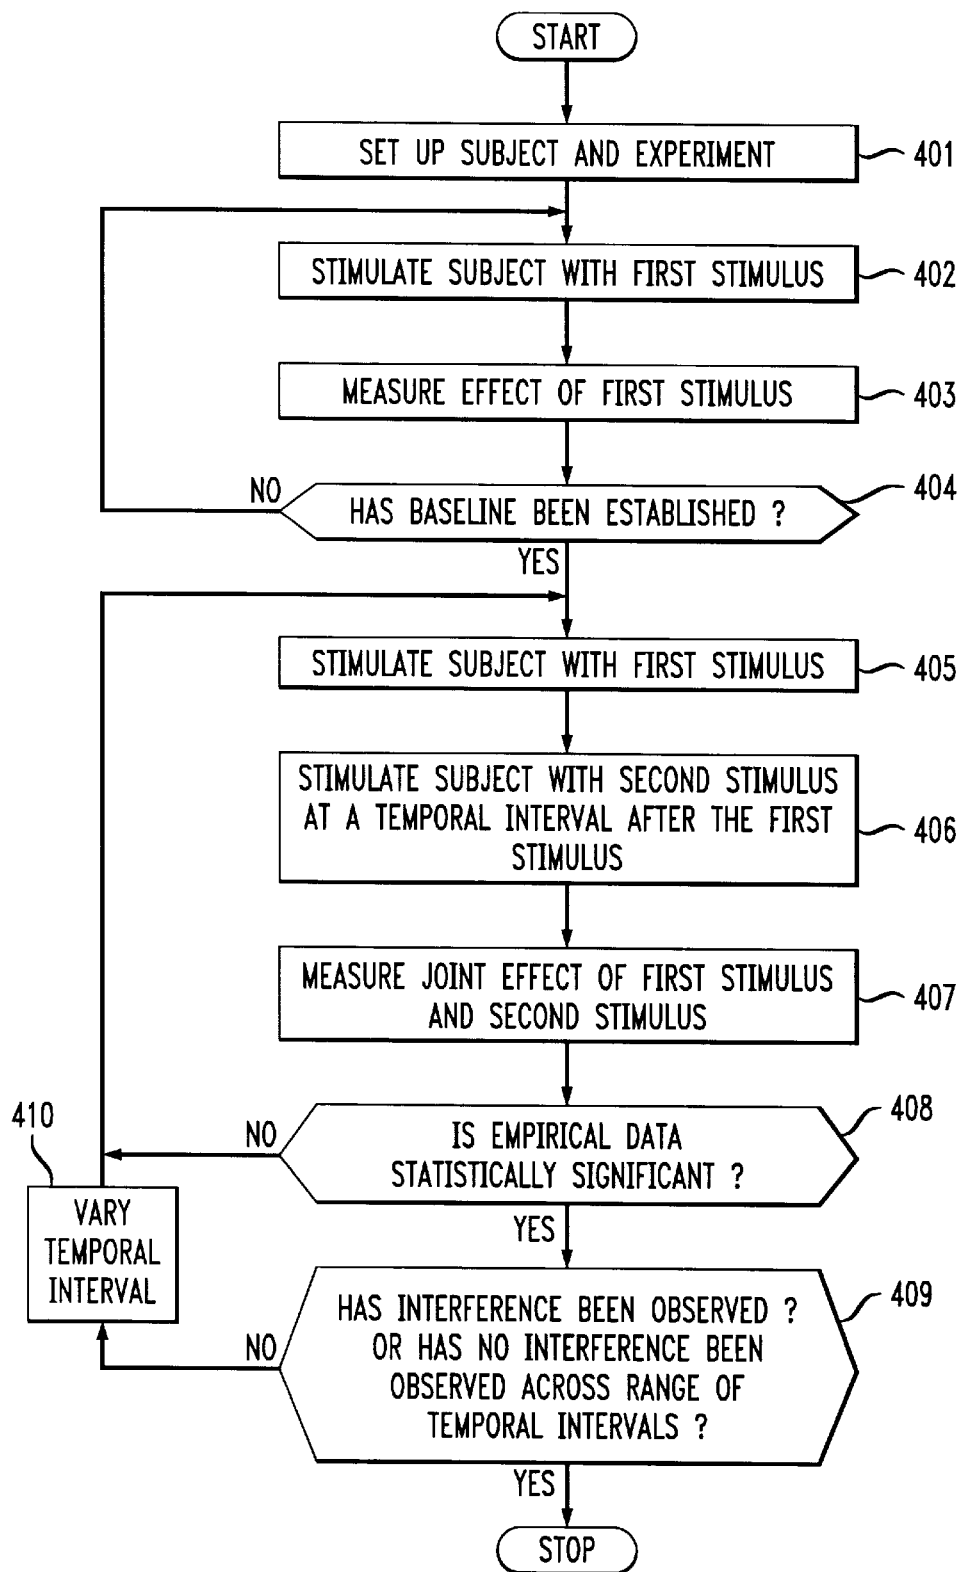 START
SET UP SUBJECT AND EXPERIMENT
401
STIMULATE SUBJECT WITH FIRST STIMULUS
402
MEASURE EFFECT OF FIRST STIMULUS
403
NO
HAS BASELINE BEEN ESTABLISHED ?
404
YES
STIMULATE SUBJECT WITH FIRST STIMULUS
405
STIMULATE SUBJECT WITH SECOND STIMULUS
AT A TEMPORAL INTERVAL AFTER THE FIRST
STIMULUS
406
MEASURE JOINT EFFECT OF FIRST STIMULUS
AND SECOND STIMULUS
407
NO
IS EMPIRICAL DATA
STATISTICALLY SIGNIFICANT ?
408
YES
410
VARY
TEMPORAL
INTERVAL
NO
HAS INTERFERENCE BEEN OBSERVED ?
OR HAS NO INTERFERENCE BEEN
OBSERVED ACROSS RANGE OF
TEMPORAL INTERVALS ?
409
YES
STOP